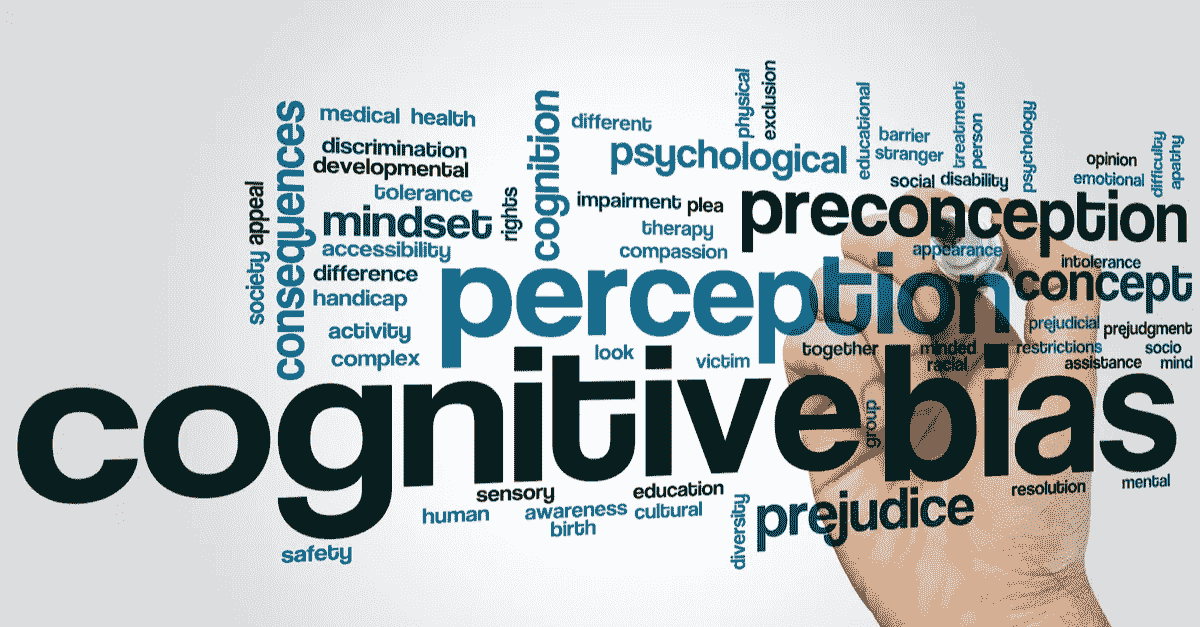 physical
exclusion
medical health
cognition
different
educational
barrier
treatment
person
psychology
consequences
discrimination
psychological
stranger
opinion
difficulty
apathy
developmental
social disability
emotional
tolerance
rights
impairment plea
preconception
society appeal
mindset
therapy
accessibility
compassion
appearance
intolerance
difference
perception
concept
handicap
activity
prejudicial prejudgment
complex
look
victim
together
minded
restrictions
socio
racial
assistance
mind
cognitive bias
group
sensory
education
resolution
mental
human
awareness
cultural
diversity
prejudice
birth
safety